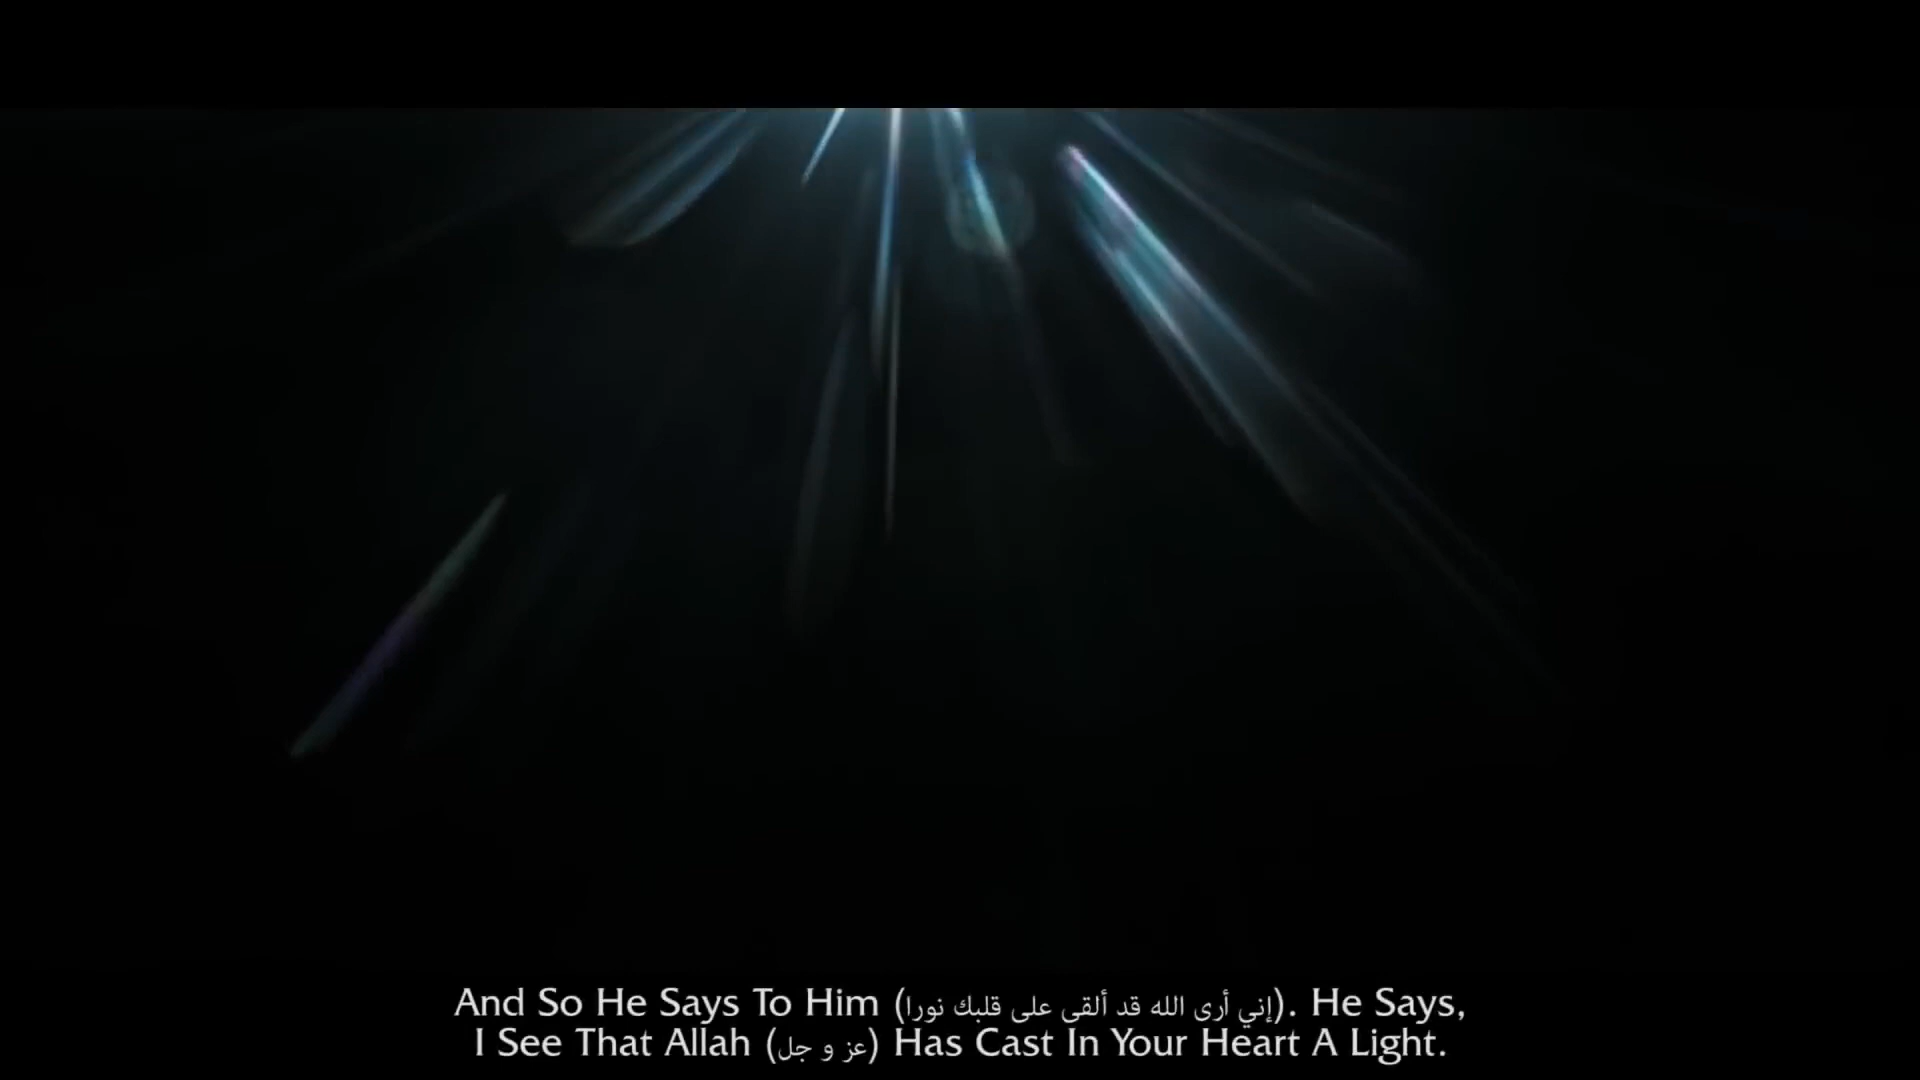 And So He Says To Him (إني أرى الله قد ألقى على قلبك نورا). He Says,
I See That Allah (عز و جل) Has Cast In Your Heart A Light.